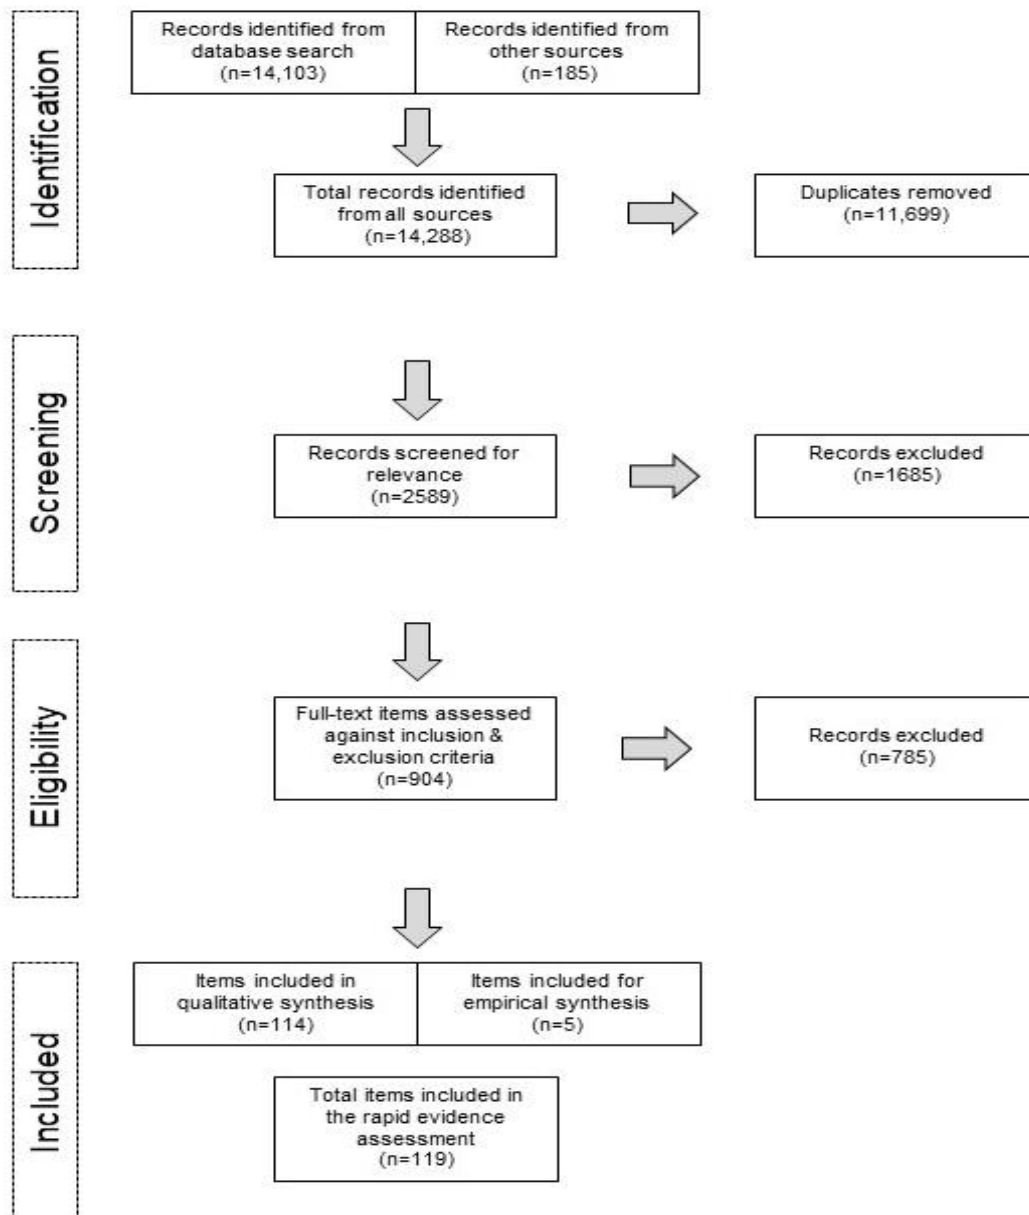 Identification
Records identified from
database search
(n=14,103)
Records identified from
other sources
(n=185)
Total records identified
from all sources
(n=14,288)
Duplicates removed
(n=11,699)
Screening
Records screened for
relevance
(n=2589)
Records excluded
(n=1685)
Eligibility
Full-text items assessed
against inclusion &
exclusion criteria
(n=904)
Records excluded
(n=785)
Included
Items included in
qualitative synthesis
(n=114)
Items included for
empirical synthesis
(n=5)
Total items included in
the rapid evidence
assessment
(n=119)